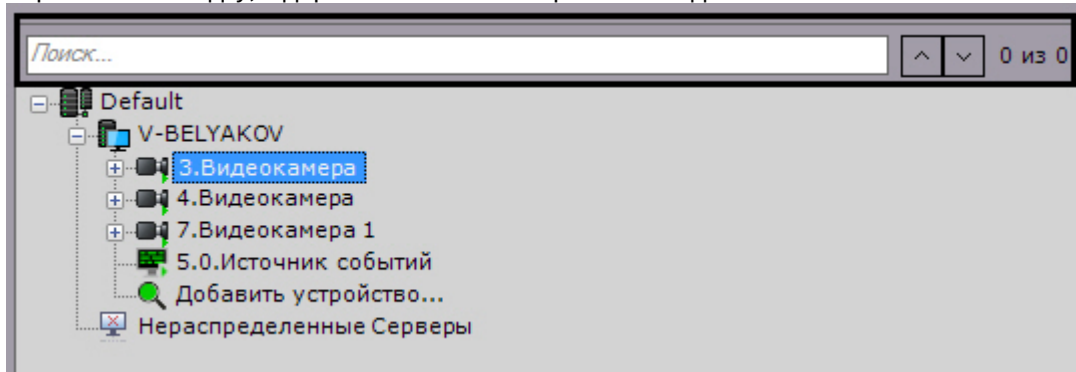 Поиск...
0 из 0
Default
V-BELYAKOV
3.Видеокамера
4.Видеокамера
7.Видеокамера 1
5.0.Источник событий
Добавить устройство...
Нераспределенные Серверы